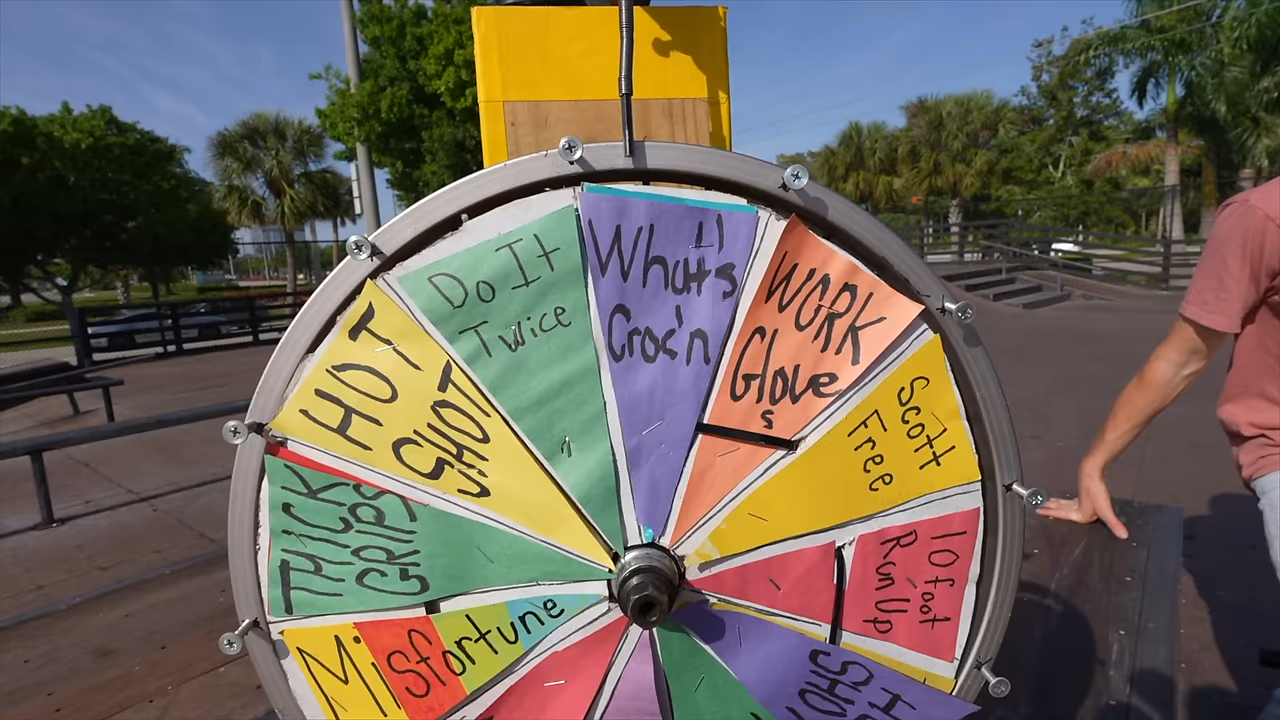 Do It
Twice
What's
Croc'n
WORK
Glove
s
HOT
SHOT
Scott
Free
THICK
GRIPS
10 foot
Run Up
Misfortune